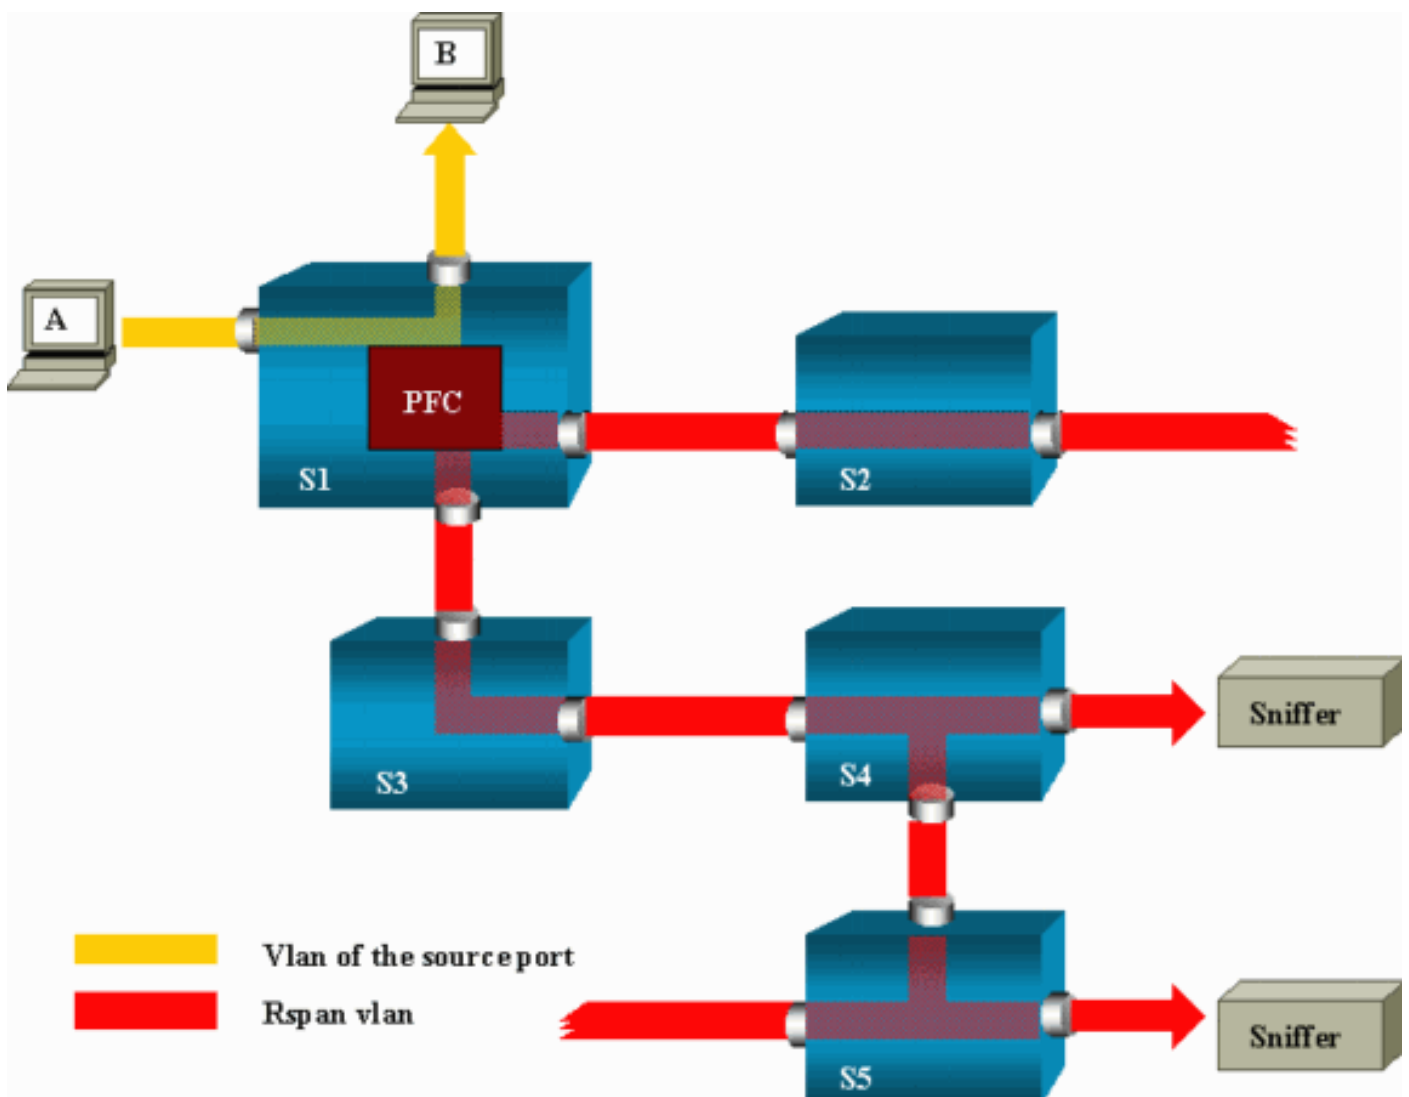 B
A
PFC
S1
S2
Sniffer
S4
S3
Vlan of the source port
Rspan vlan
Sniffer
S5